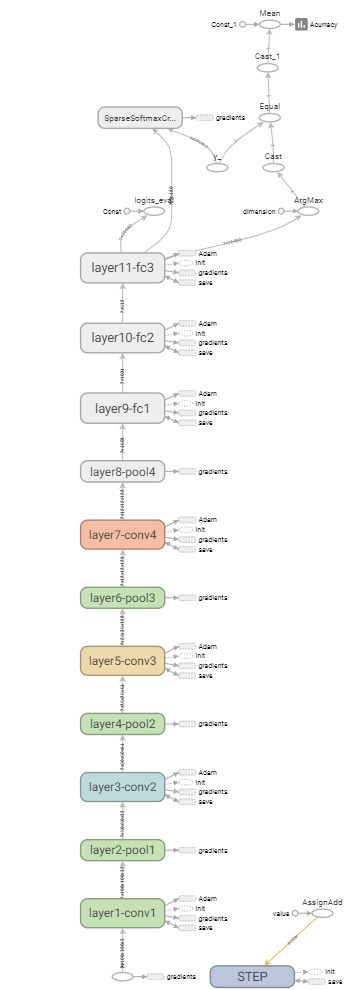 Mean
Const_1
Acurracy
Cast_1
Equal
SparseSoftmaxCr...
gradients
y_
Cast
logits_eval
Const
ArgMax
dimension
layer11-fc3
Adam
init
gradients
save
layer10-fc2
Adam
init
gradients
save
layer9-fc1
Adam
init
gradients
save
layer8-pool4
gradients
layer7-conv4
Adam
init
gradients
save
layer6-pool3
gradients
layer5-conv3
Adam
init
gradients
save
layer4-pool2
gradients
layer3-conv2
Adam
init
gradients
save
layer2-pool1
gradients
layer1-conv1
Adam
init
gradients
save
AssignAdd
value
gradients
STEP
init
save